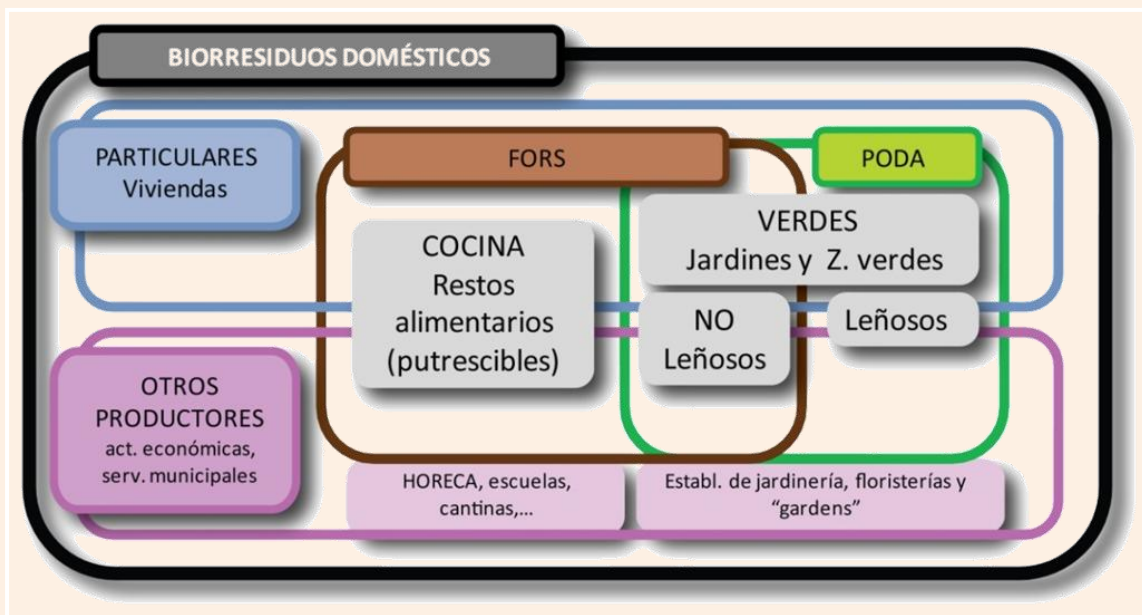 BIORRESIDUOS DOMÉSTICOS
PARTICULARES
Viviendas
FORS
PODA
COCINA
Restos
alimentarios
(putrescibles)
VERDES
Jardines y Z. verdes
NO
Leñosos
Leñosos
OTROS
PRODUCTORES
act. económicas,
serv. municipales
HORECA, escuelas,
cantinas,...
Establ. de jardinería, floristerías y
“gardens”